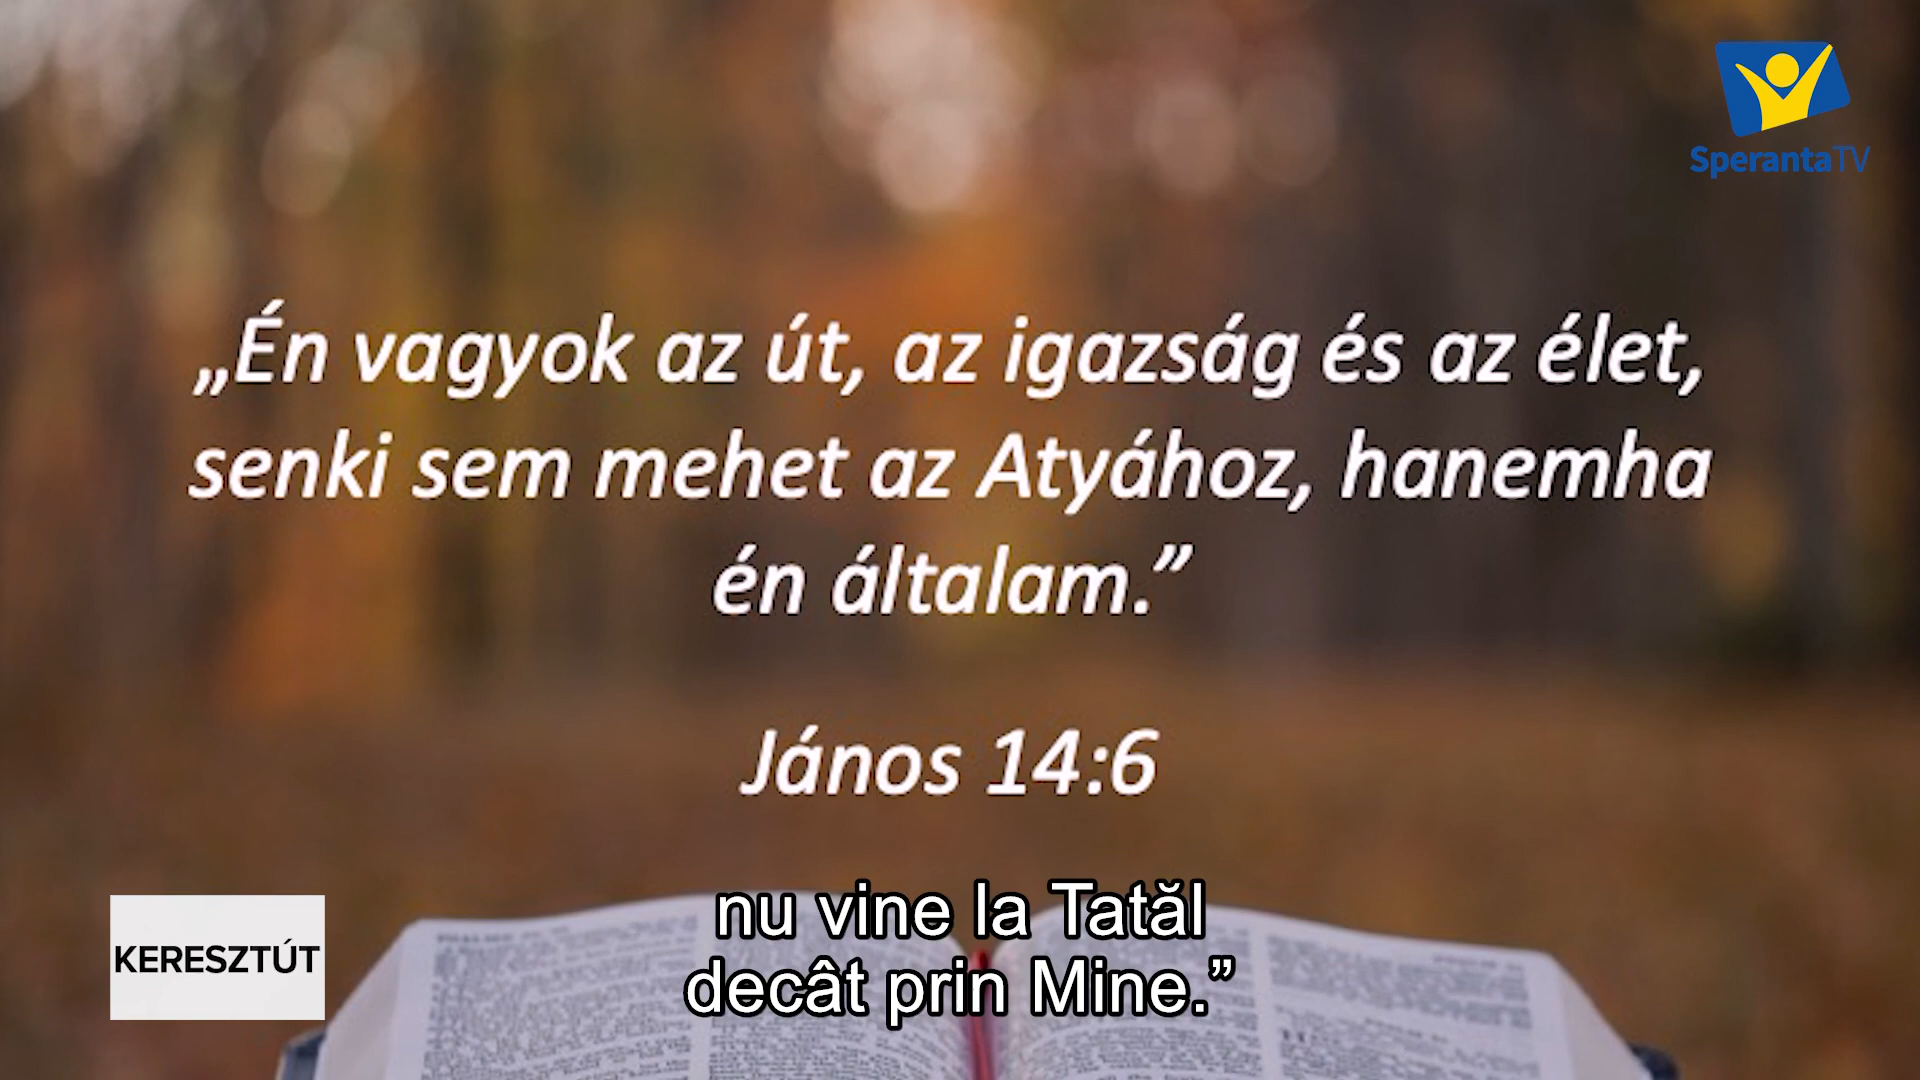 SperantaTV
„Én vagyok az út, az igazság és az élet,
senki sem mehet az Atyához, hanemha
én általam.”
János 14:6
KERESZTÚT
nu vine la Tatăl
decât prin Mine.”